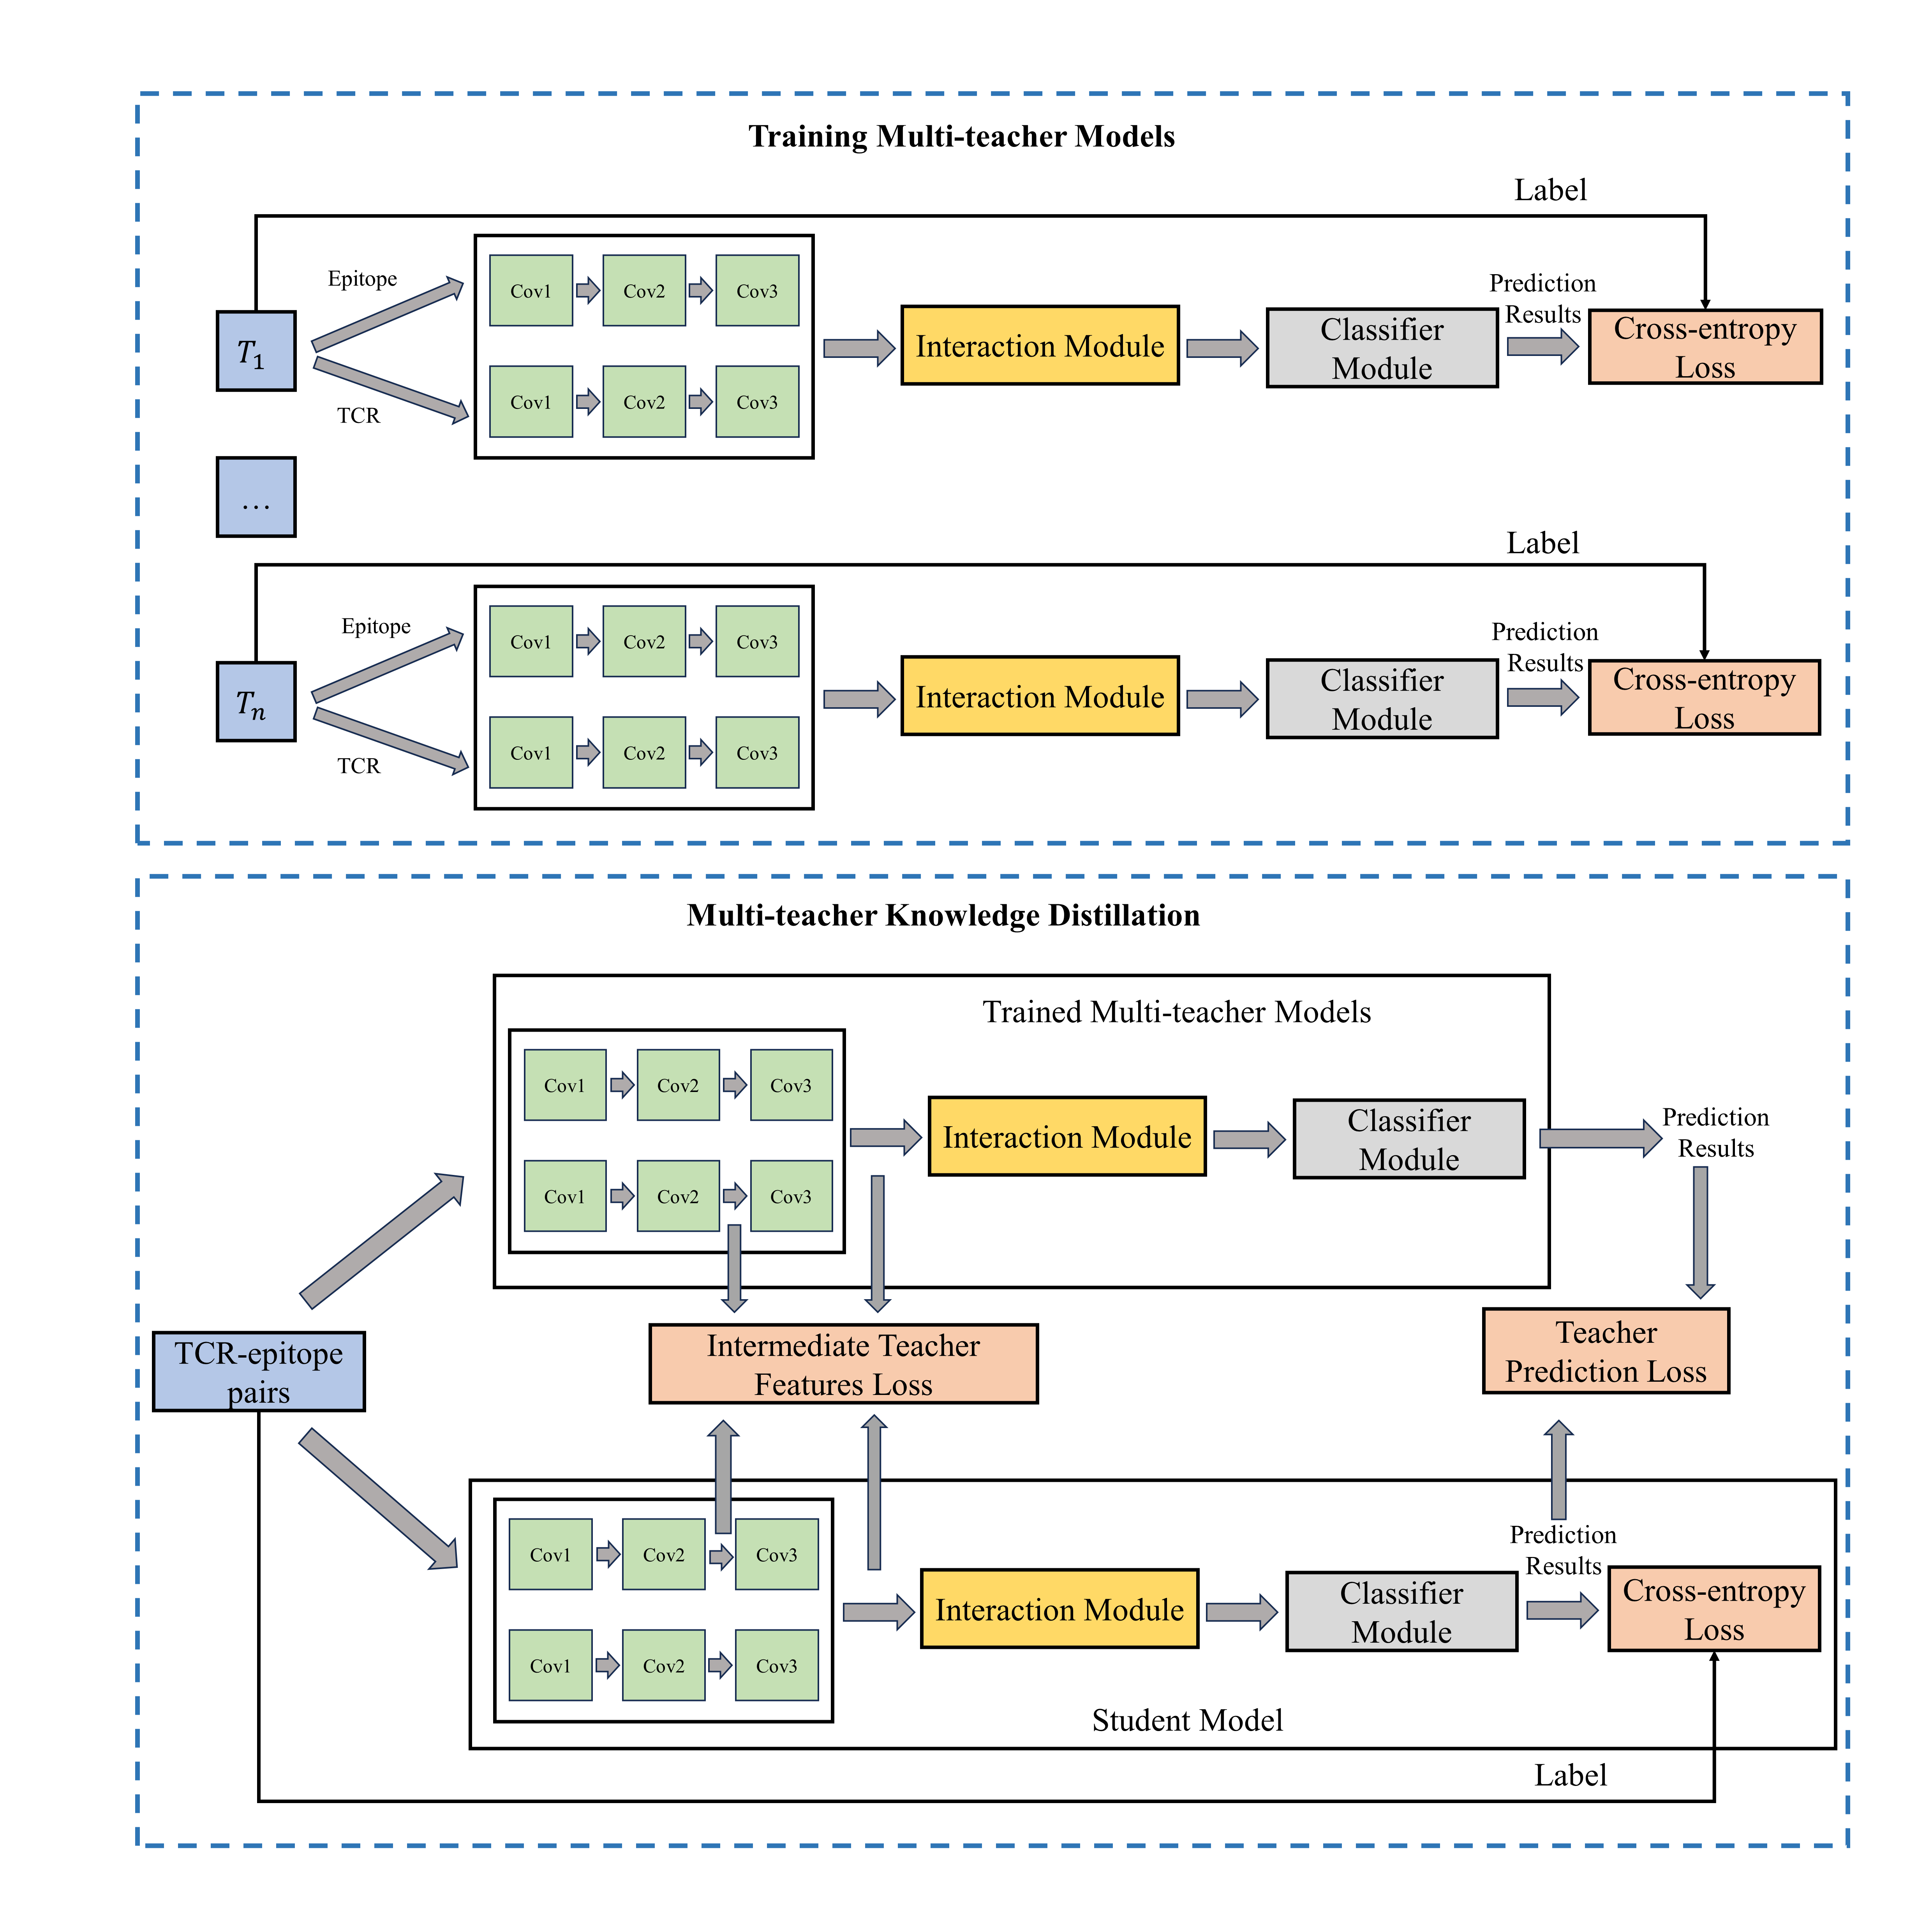 Training Multi-teacher Models
Label
Epitope
Cov1
Cov2
Cov3
T1
Interaction Module
Classifier
Module
Prediction
Results
Cross-entropy
Loss
TCR
Cov1
Cov2
Cov3
...
Label
Epitope
Cov1
Cov2
Cov3
Tn
Interaction Module
Classifier
Module
Prediction
Results
Cross-entropy
Loss
TCR
Cov1
Cov2
Cov3
Multi-teacher Knowledge Distillation
Trained Multi-teacher Models
Cov1
Cov2
Cov3
Interaction Module
Classifier
Module
Prediction
Results
Cov1
Cov2
Cov3
TCR-epitope
pairs
Intermediate Teacher
Features Loss
Teacher
Prediction Loss
Cov1
Cov2
Cov3
Interaction Module
Classifier
Module
Prediction
Results
Cross-entropy
Loss
Cov1
Cov2
Cov3
Student Model
Label